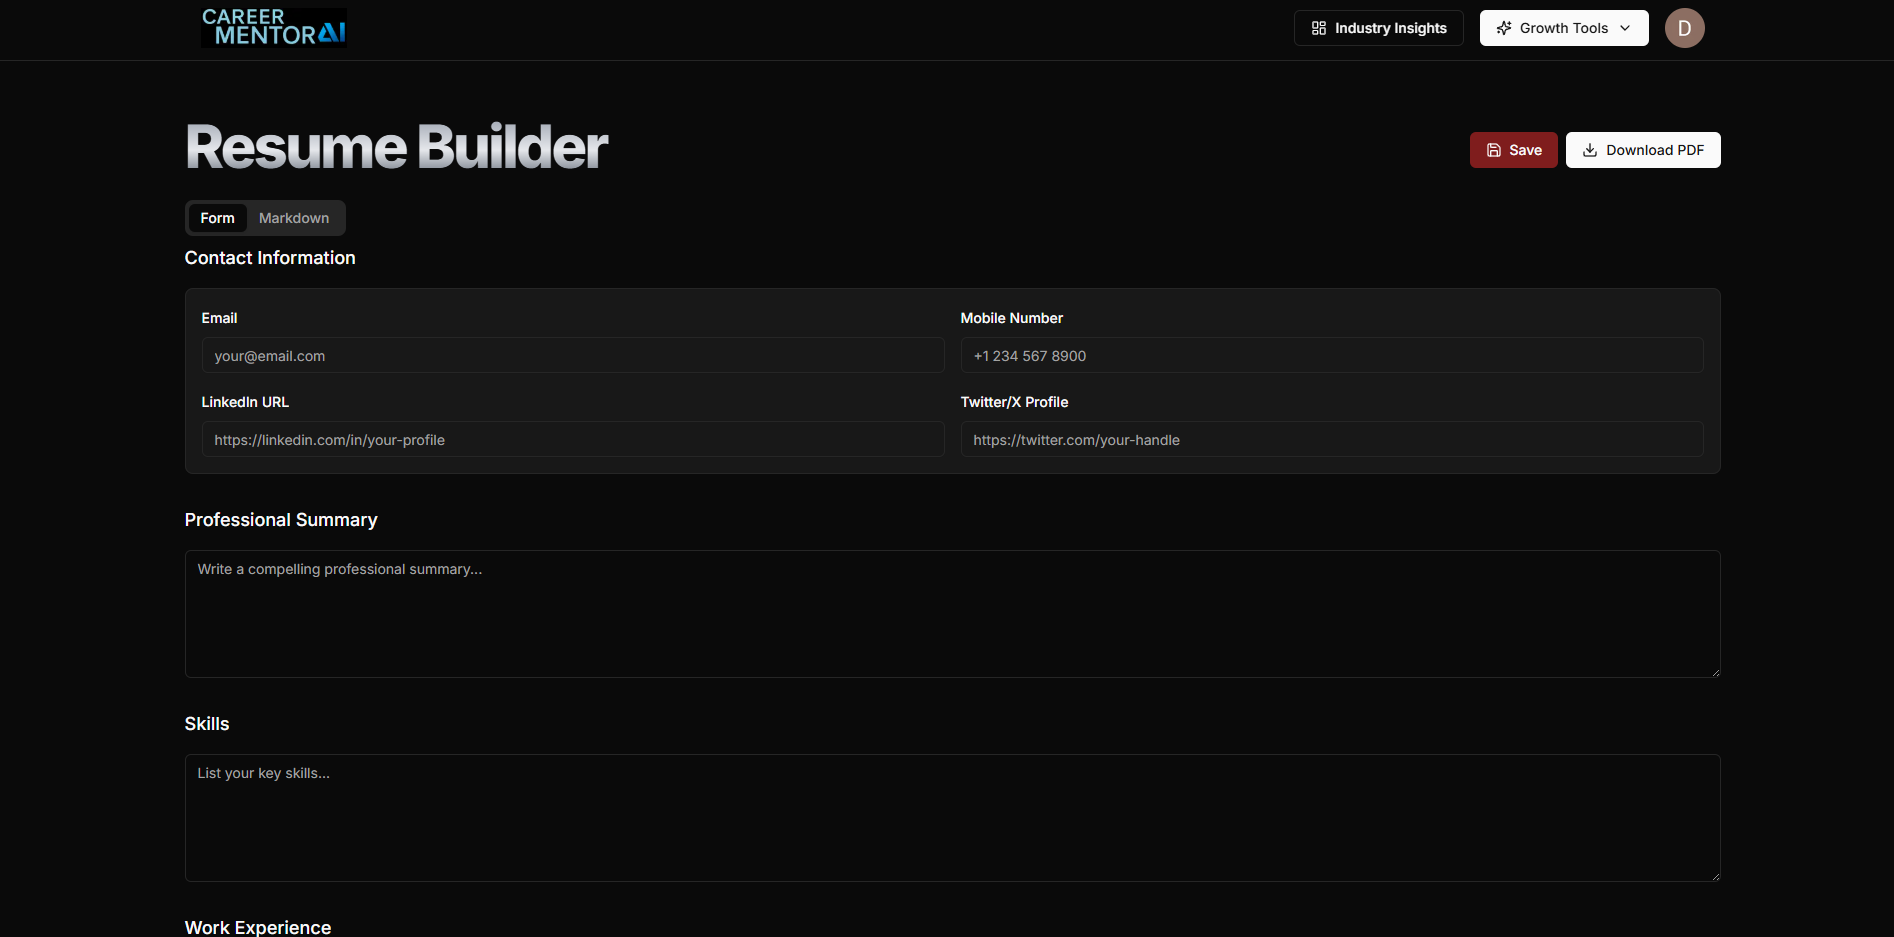 CAREER
MENTORAI
Industry Insights
Growth Tools
D
Resume Builder
Save
Download PDF
Form
Markdown
Contact Information
Email
Mobile Number
your@email.com
+1 234 567 8900
LinkedIn URL
Twitter/X Profile
https://linkedin.com/in/your-profile
https://twitter.com/your-handle
Professional Summary
Write a compelling professional summary...
Skills
List your key skills...
Work Experience